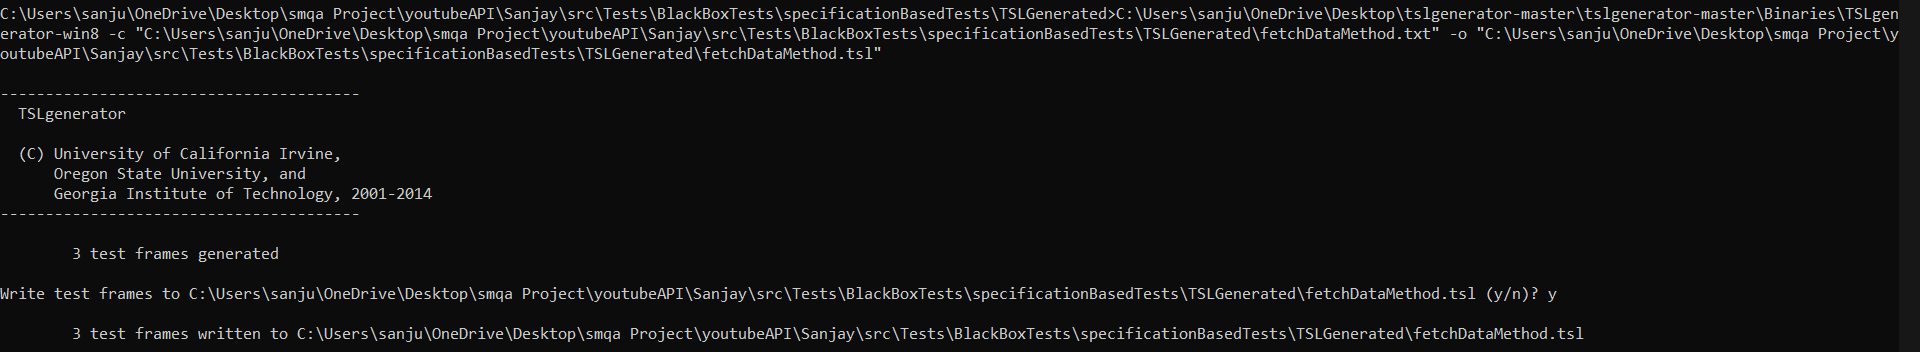 C:\Users\sanju\OneDrive\Desktop\smqa Project\youtubeAPI\Sanjay\src\Tests\BlackBoxTests\specificationBasedTests\TSLGenerated>C:\Users\sanju\OneDrive\Desktop\tslgenerator-master\tslgenerator-master\Binaries\TSLgen
erator-win8 -c "C:\Users\sanju\OneDrive\Desktop\smqa Project\youtubeAPI\Sanjay\src\Tests\BlackBoxTests\specificationBasedTests\TSLGenerated\fetchDataMethod.txt" -o "C:\Users\sanju\OneDrive\Desktop\smqa Project\y
outubeAPI\Sanjay\src\Tests\BlackBoxTests\specificationBasedTests\TSLGenerated\fetchDataMethod.tsl"
----------------------------------------
TSLgenerator
(C) University of California Irvine,
Oregon State University, and
Georgia Institute of Technology, 2001-2014
----------------------------------------
3 test frames generated
Write test frames to C:\Users\sanju\OneDrive\Desktop\smqa Project\youtubeAPI\Sanjay\src\Tests\BlackBoxTests\specificationBasedTests\TSLGenerated\fetchDataMethod.tsl (y/n)? y
3 test frames written to C:\Users\sanju\OneDrive\Desktop\smqa Project\youtubeAPI\Sanjay\src\Tests\BlackBoxTests\specificationBasedTests\TSLGenerated\fetchDataMethod.tsl